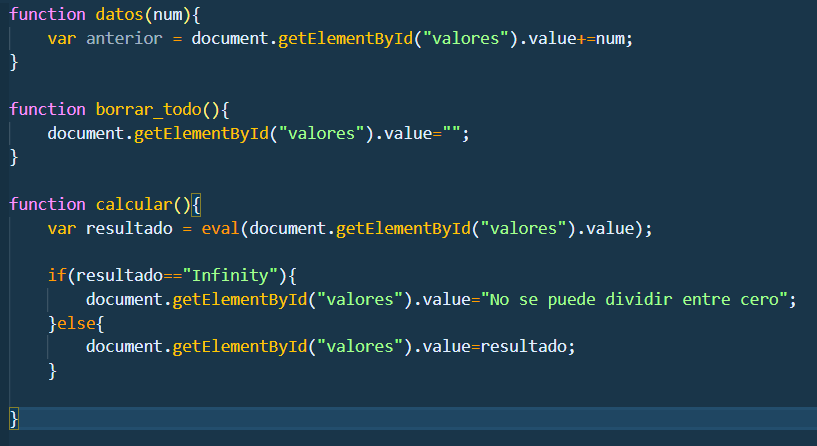 function datos(num){
    var anterior = document.getElementById("valores").value+=num;
}

function borrar_todo(){
    document.getElementById("valores").value="";
}

function calcular(){
    var resultado = eval(document.getElementById("valores").value);

    if(resultado=="Infinity"){
        document.getElementById("valores").value="No se puede dividir entre cero";
    }else{
        document.getElementById("valores").value=resultado;
    }

}